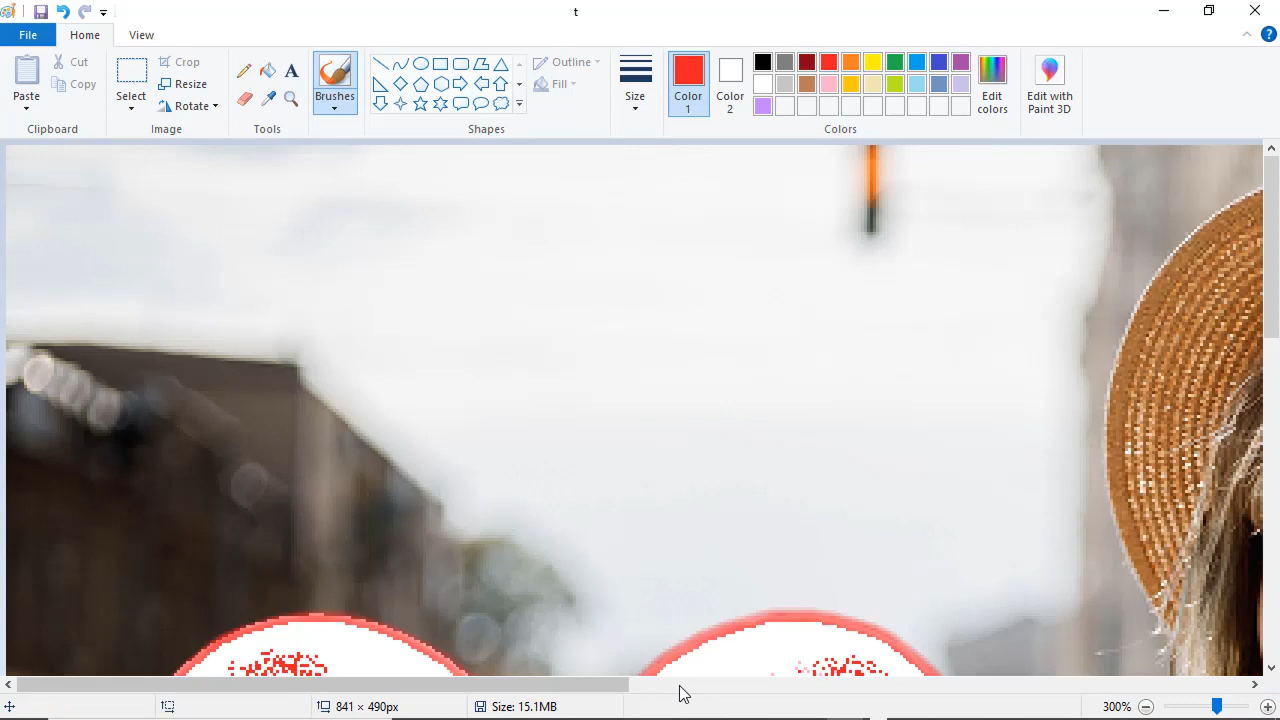 t
File
Home
View
Paste
Cut
Copy
Clipboard
Select
Crop
Resize
Rotate
Image
Tools
Brushes
Shapes
Outline
Fill
Size
Color 1
Color 2
Edit colors
Colors
Edit with Paint 3D
841 × 490px
Size: 15.1MB
300%